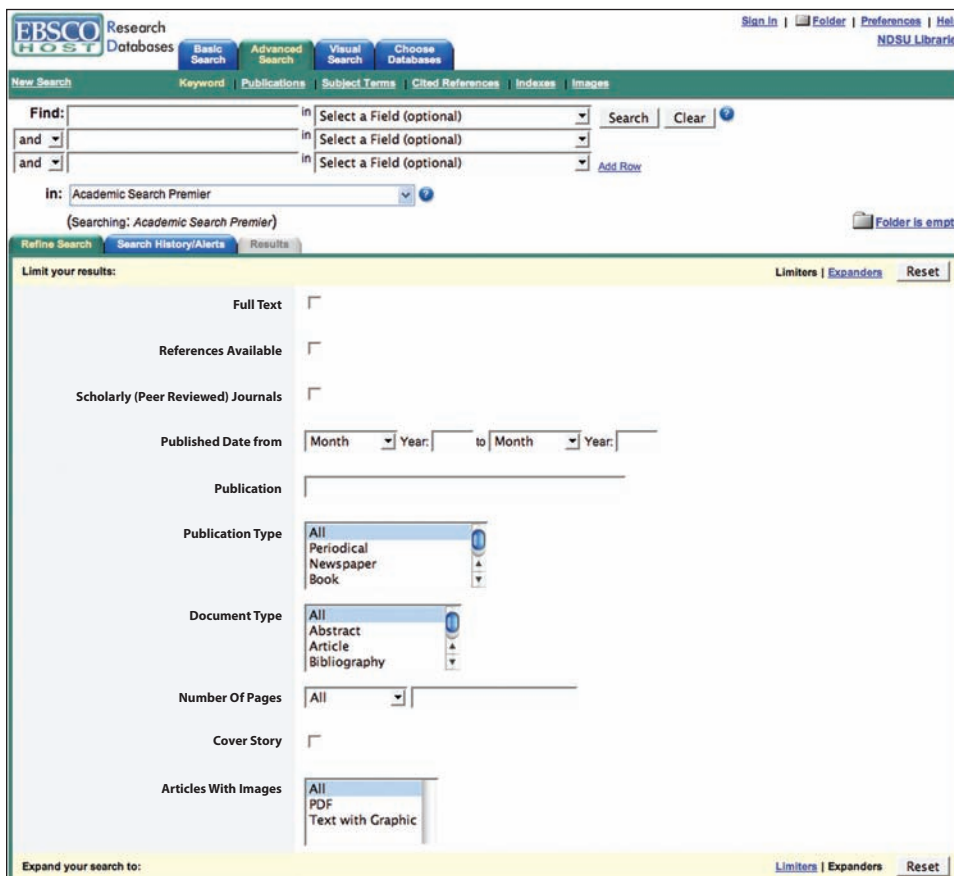 EBSCO Research Sign In | Folder | Preferences | Hel
HOST Databases NDSU Librarie
Basic Search Advanced Search Visual Search Choose Databases
New Search Keyword | Publications | Subject Terms | Cited References | Indexes | Images
Find: in Select a Field (optional) Search Clear ?
and in Select a Field (optional)
and in Select a Field (optional) Add Row
in: Academic Search Premier ?
(Searching: Academic Search Premier) Folder is empt
Refine Search Search History/Alerts Results
Limit your results: Limiters | Expanders Reset
Full Text
References Available
Scholarly (Peer Reviewed) Journals
Published Date from Month Year: to Month Year:
Publication
Publication Type All
Periodical
Newspaper
Book
Document Type All
Abstract
Article
Bibliography
Number Of Pages All
Cover Story
Articles With Images All
PDF
Text with Graphic
Expand your search to: Limiters | Expanders Reset